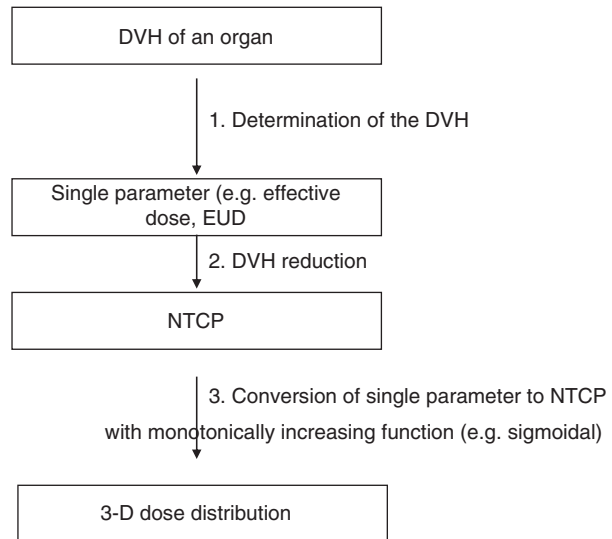 DVH of an organ
1. Determination of the DVH
Single parameter (e.g. effective
dose, EUD
2. DVH reduction
NTCP
3. Conversion of single parameter to NTCP
with monotonically increasing function (e.g. sigmoidal)
3-D dose distribution